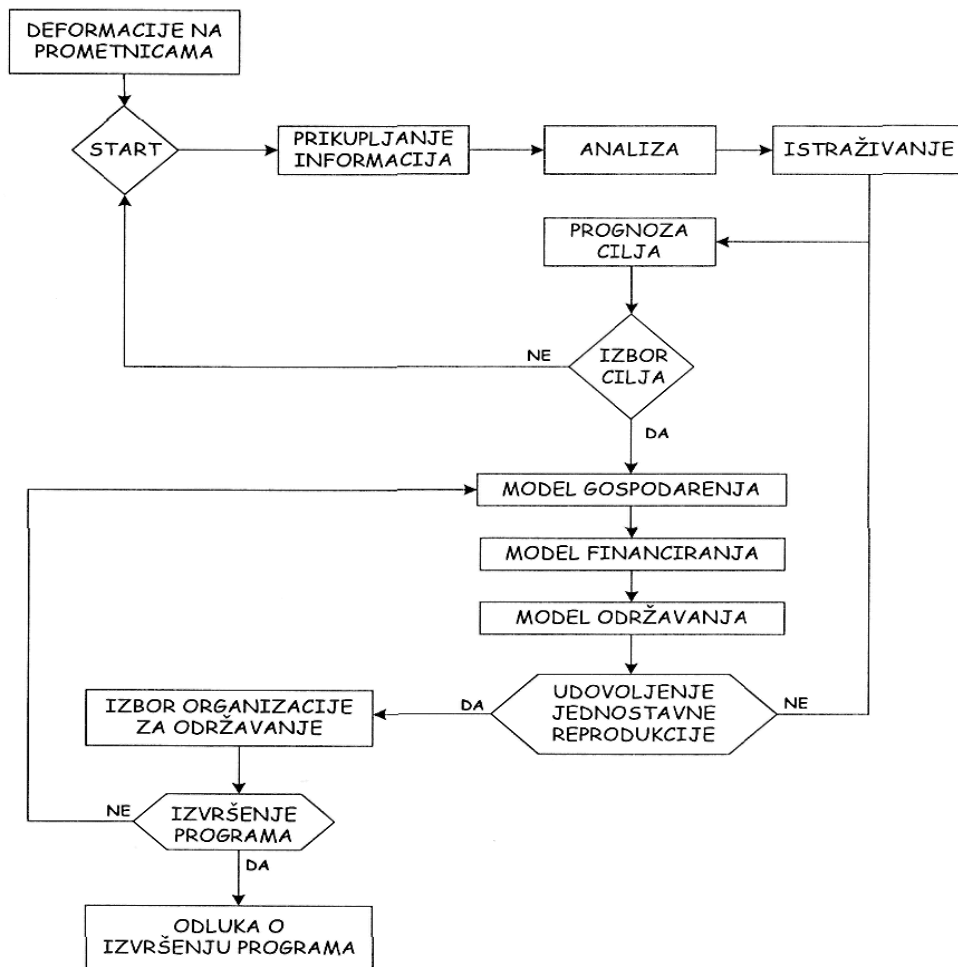 DEFORMACIJE NA
PROMETNICAMA
START
PRIKUPLJANJE
INFORMACIJA
ANALIZA
ISTRAŽIVANJE
PROGNOZA
CILJA
NE
IZBOR
CILJA
DA
MODEL GOSPODARENJA
MODEL FINANCIRANJA
MODEL ODRŽAVANJA
UDOVOLJENJE
JEDNOSTAVNE
REPRODUKCIJE
DA
NE
IZBOR ORGANIZACIJE
ZA ODRŽAVANJE
NE
IZVRŠENJE
PROGRAMA
DA
ODLUKA O
IZVRŠENJU PROGRAMA